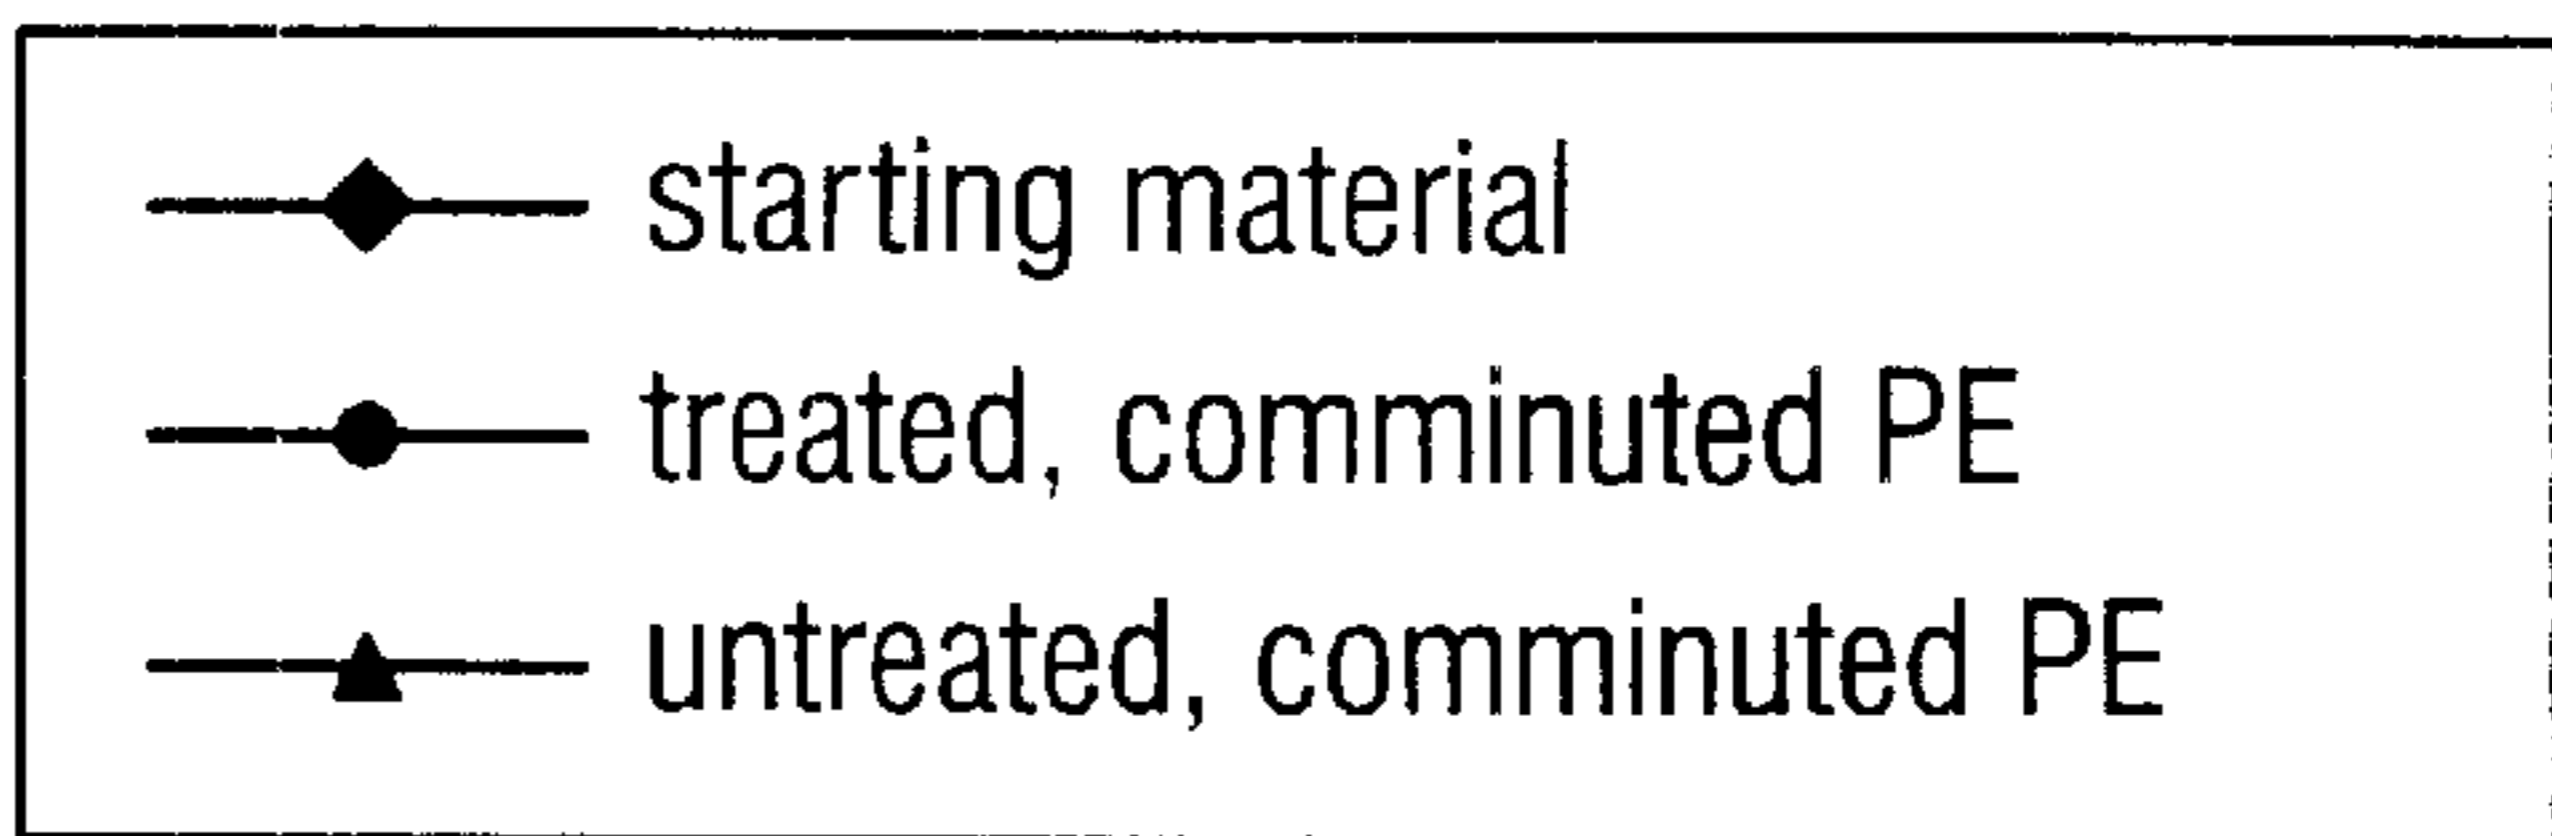 starting material
treated, comminuted PE
untreated, comminuted PE